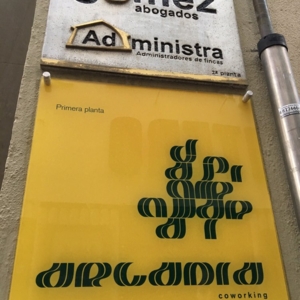 abogados
Administra
Administradores de fincas
1ª planta
Primera planta
ARCADIA
coworking